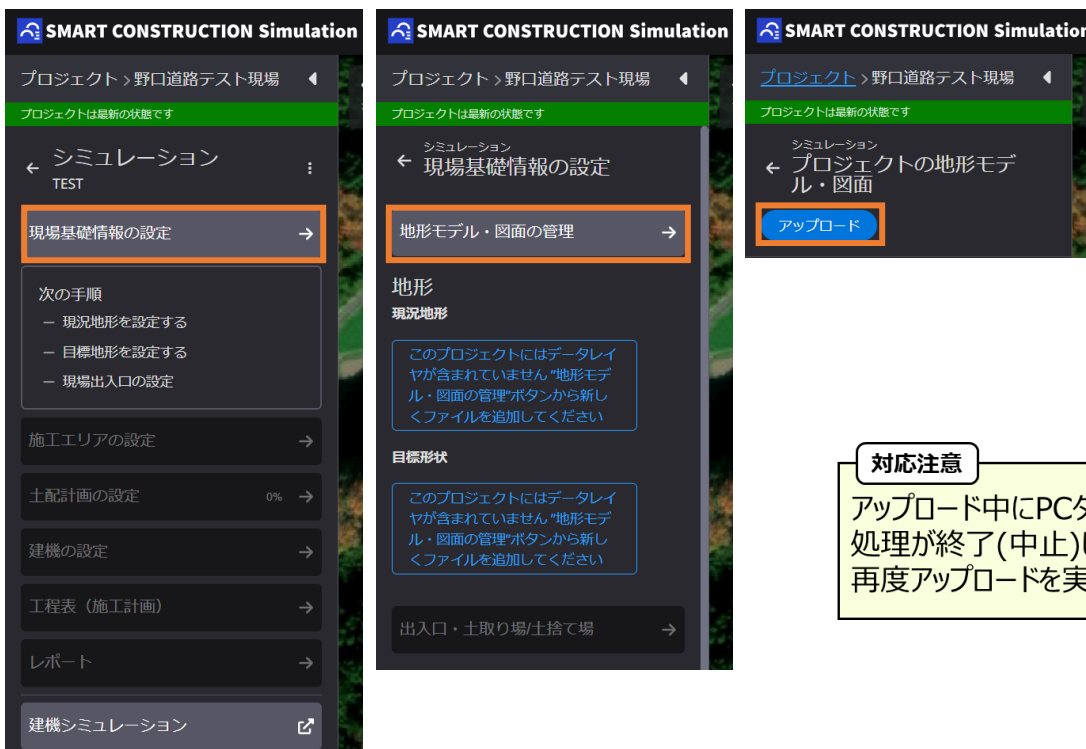 SMART CONSTRUCTION Simulation
プロジェクト > 野口道路テスト現場
プロジェクトは最新の状態です
シミュレーション
TEST
現場基礎情報の設定
次の手順
— 現況地形を設定する
— 目標地形を設定する
— 現場出入口の設定
施工エリアの設定
土配計画の設定 0%
建機の設定
工程表（施工計画）
レポート
建機シミュレーション
SMART CONSTRUCTION Simulation
プロジェクト > 野口道路テスト現場
プロジェクトは最新の状態です
シミュレーション
現場基礎情報の設定
地形モデル・図面の管理
地形
現況地形
このプロジェクトにはデータレイ
ヤが含まれていません "地形モデ
ル・図面の管理"ボタンから新し
くファイルを追加してください
目標形状
このプロジェクトにはデータレイ
ヤが含まれていません "地形モデ
ル・図面の管理"ボタンから新し
くファイルを追加してください
出入口・土取り場/土捨て場
SMART CONSTRUCTION Simulation
プロジェクト > 野口道路テスト現場
プロジェクトは最新の状態です
シミュレーション
プロジェクトの地形モデ
ル・図面
アップロード
対応注意
アップロード中にPC
処理が終了(中止)
再度アップロードを実